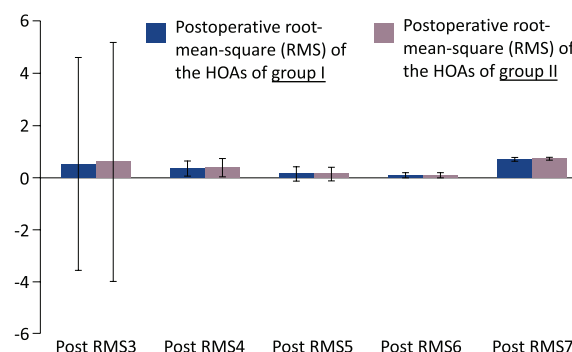 6
4
2
0
-2
-4
-6
Postoperative root-
mean-square (RMS) of
the HOAs of group I
Postoperative root-
mean-square (RMS) of
the HOAs of group II
Post RMS3
Post RMS4
Post RMS5
Post RMS6
Post RMS7